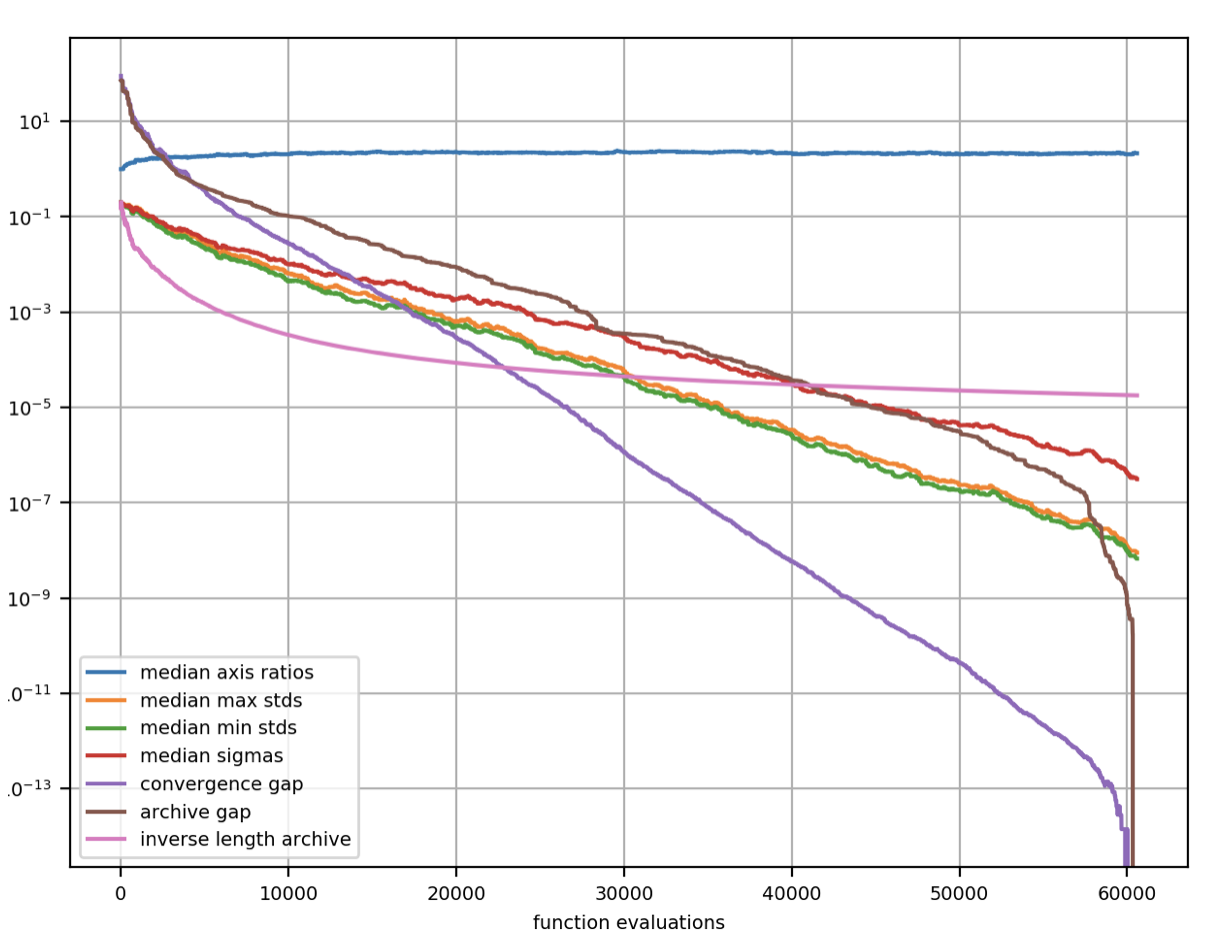 10¹
10⁻¹
10⁻³
10⁻⁵
10⁻⁷
10⁻⁹
.0⁻¹¹
.0⁻¹³
median axis ratios
median max stds
median min stds
median sigmas
convergence gap
archive gap
inverse length archive
0 10000 20000 30000 40000 50000 60000
function evaluations